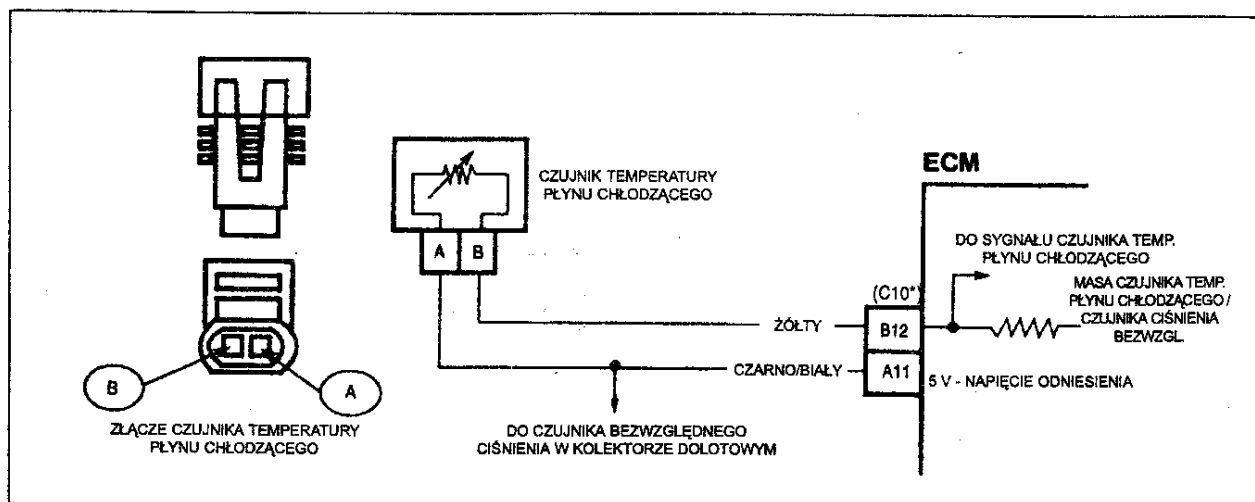 CZUJNIK TEMPERATURY
PŁYNU CHŁODZĄCEGO
A
B
ECM
DO SYGNAŁU CZUJNIKA TEMP.
PŁYNU CHŁODZĄCEGO
MASA CZUJNIKA TEMP.
PŁYNU CHŁODZĄCEGO /
CZUJNIKA CIŚNIENIA
BEZWZGL.
(C10*)
ŻÓŁTY
B12
CZARNO/BIAŁY
A11
5 V - NAPIĘCIE ODNIESIENIA
B
A
ZŁĄCZE CZUJNIKA TEMPERATURY
PŁYNU CHŁODZĄCEGO
DO CZUJNIKA BEZWZGLĘDNEGO
CIŚNIENIA W KOLEKTORZE DOLOTOWYM